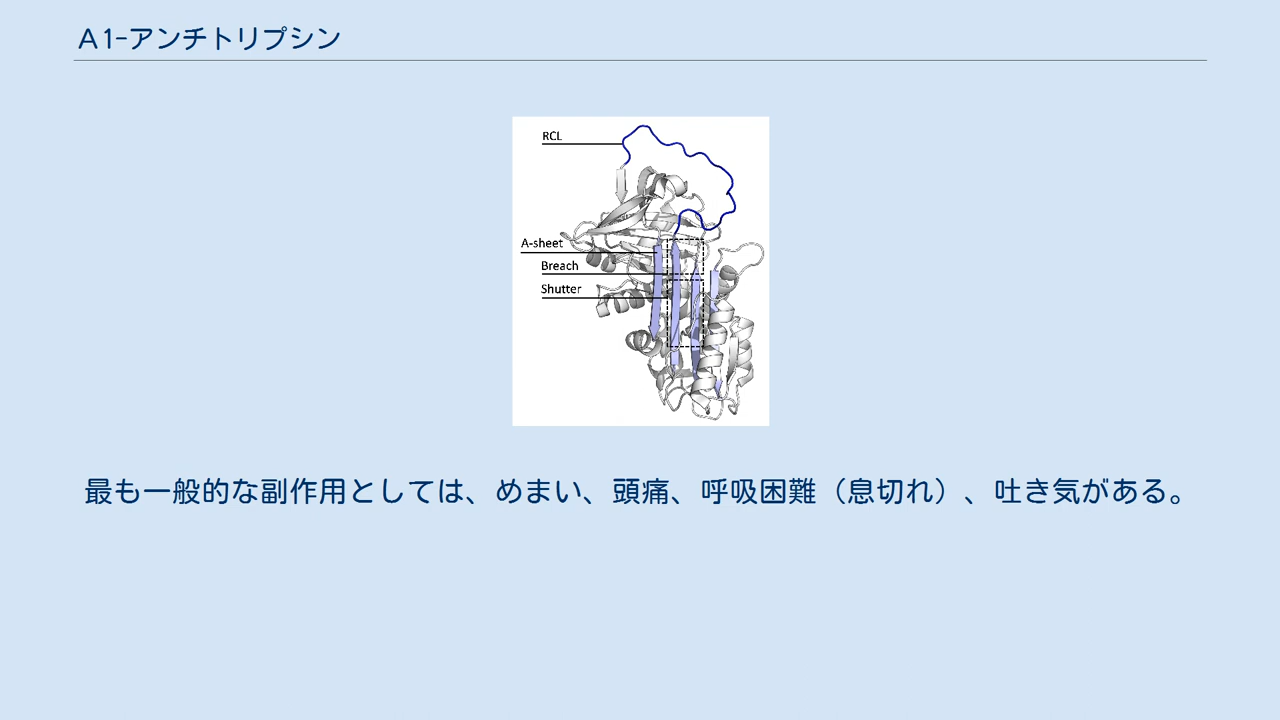 Α1-アンチトリプシン
RCL
A-sheet
Breach
Shutter
最も一般的な副作用としては、めまい、頭痛、呼吸困難（息切れ）、吐き気がある。